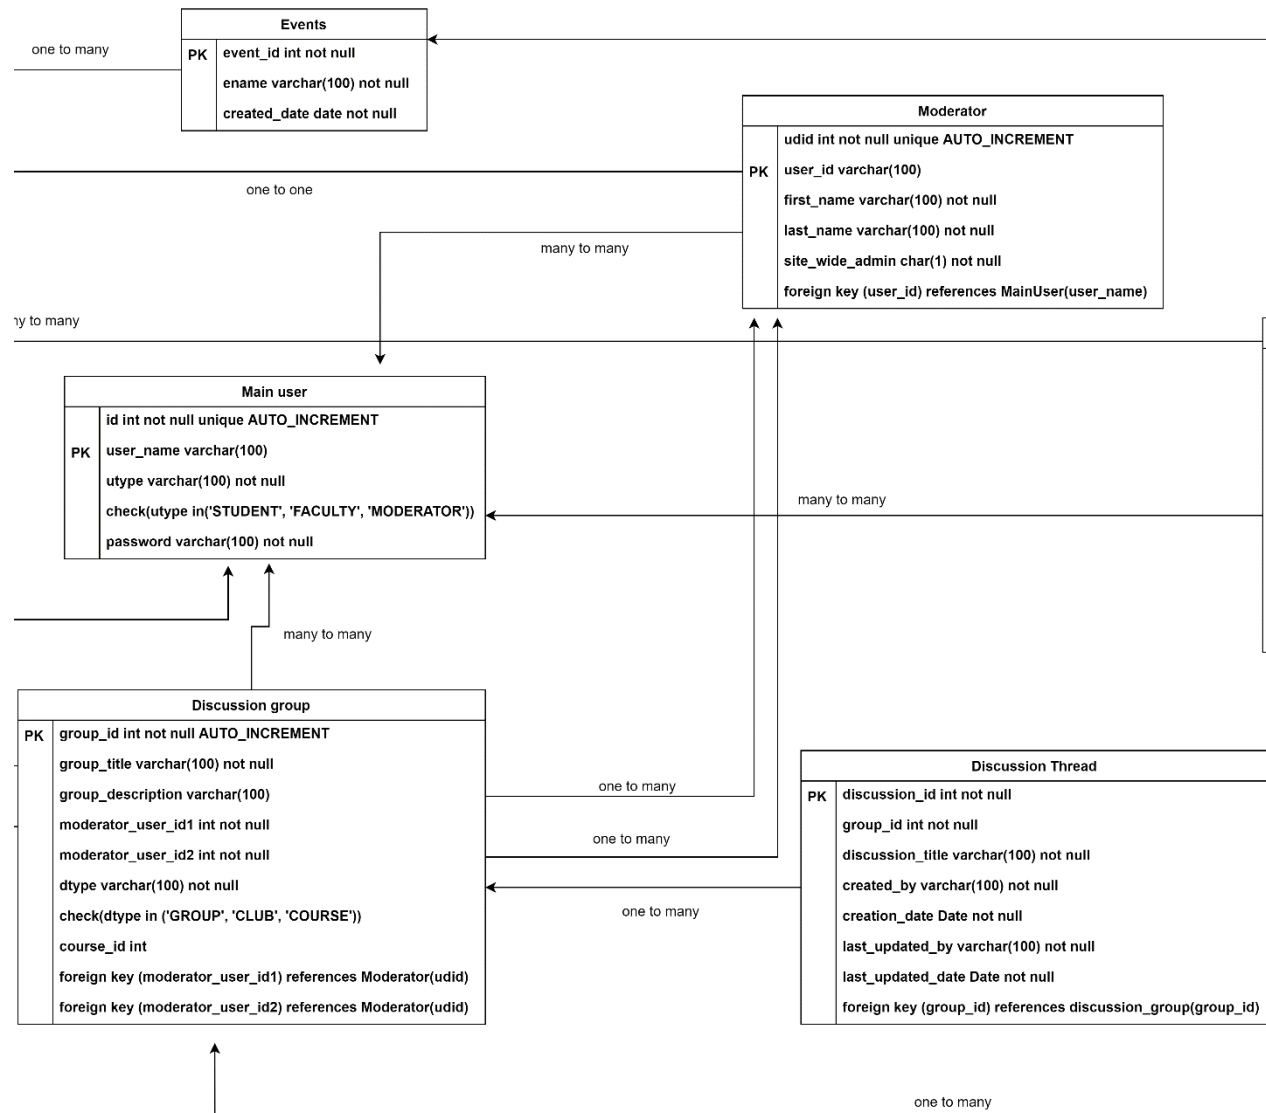 Events
one to many
PK
event_id int not null
ename varchar(100) not null
created_date date not null
Moderator
udid int not null unique AUTO_INCREMENT
PK
user_id varchar(100)
first_name varchar(100) not null
last_name varchar(100) not null
site_wide_admin char(1) not null
foreign key (user_id) references MainUser(user_name)
one to one
many to many
to many
Main user
id int not null unique AUTO_INCREMENT
PK
user_name varchar(100)
utype varchar(100) not null
check(utype in('STUDENT', 'FACULTY', 'MODERATOR'))
password varchar(100) not null
many to many
many to many
Discussion group
PK
group_id int not null AUTO_INCREMENT
group_title varchar(100) not null
group_description varchar(100)
moderator_user_id1 int not null
moderator_user_id2 int not null
dtype varchar(100) not null
check(dtype in ('GROUP', 'CLUB', 'COURSE'))
course_id int
foreign key (moderator_user_id1) references Moderator(udid)
foreign key (moderator_user_id2) references Moderator(udid)
one to many
one to many
one to many
Discussion Thread
PK
discussion_id int not null
group_id int not null
discussion_title varchar(100) not null
created_by varchar(100) not null
creation_date Date not null
last_updated_by varchar(100) not null
last_updated_date Date not null
foreign key (group_id) references discussion_group(group_id)
one to many